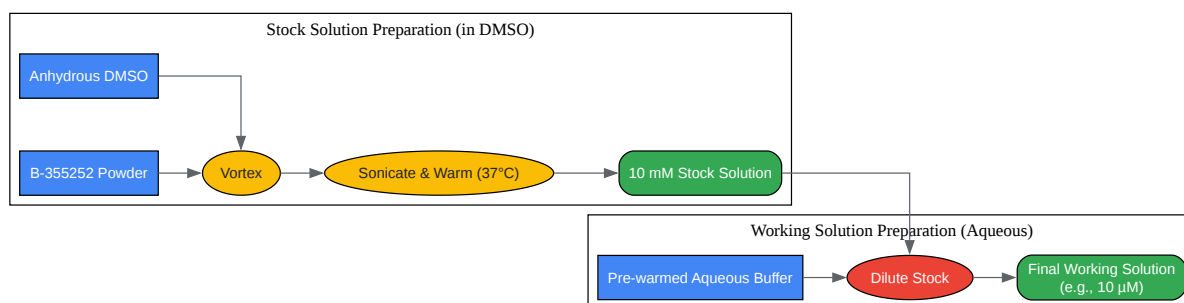 Stock Solution Preparation (in DMSO)
Anhydrous DMSO
B-355252 Powder
Vortex
Sonicate & Warm (37°C)
10 mM Stock Solution
Working Solution Preparation (Aqueous)
Pre-warmed Aqueous Buffer
Dilute Stock
Final Working Solution
(e.g., 10 µM)